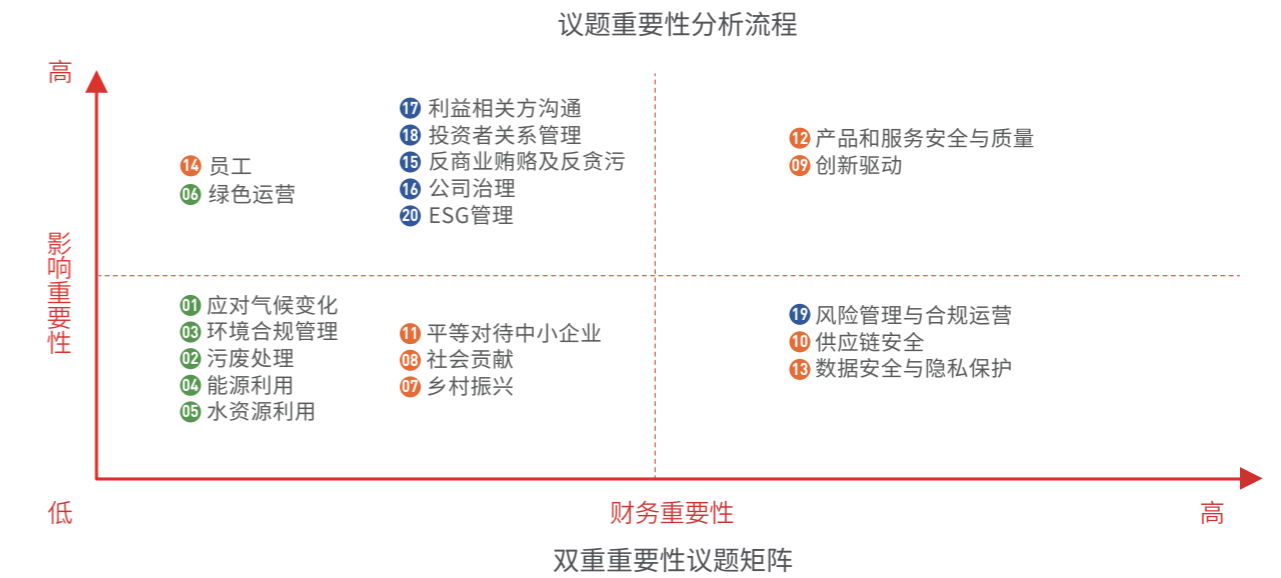 议题重要性分析流程
高
影响重要性
14 员工
06 绿色运营
17 利益相关方沟通
18 投资者关系管理
15 反商业贿赂及反贪污
16 公司治理
20 ESG管理
12 产品和服务安全与质量
09 创新驱动
01 应对气候变化
03 环境合规管理
02 污废处理
04 能源利用
05 水资源利用
11 平等对待中小企业
08 社会贡献
07 乡村振兴
19 风险管理与合规运营
10 供应链安全
13 数据安全与隐私保护
低
财务重要性
高
双重重要性议题矩阵